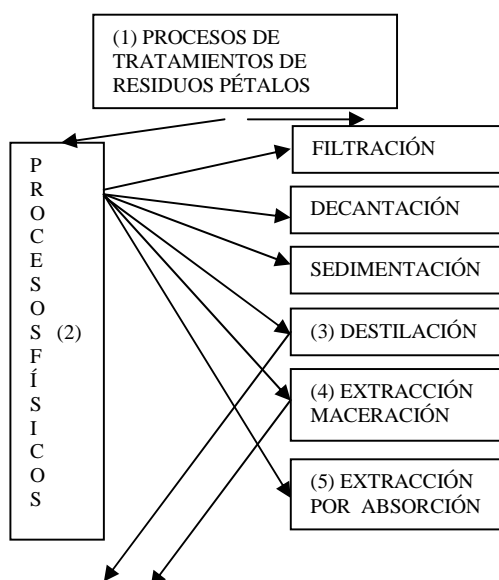 (1) PROCESOS DE
TRATAMIENTOS DE
RESIDUOS PÉTALOS
P
R
O
C
E
S
O
S
F
Í
S
I
C
O
S
(2)
FILTRACIÓN
DECANTACIÓN
SEDIMENTACIÓN
(3) DESTILACIÓN
(4) EXTRACCIÓN
MACERACIÓN
(5) EXTRACCIÓN
POR ABSORCIÓN